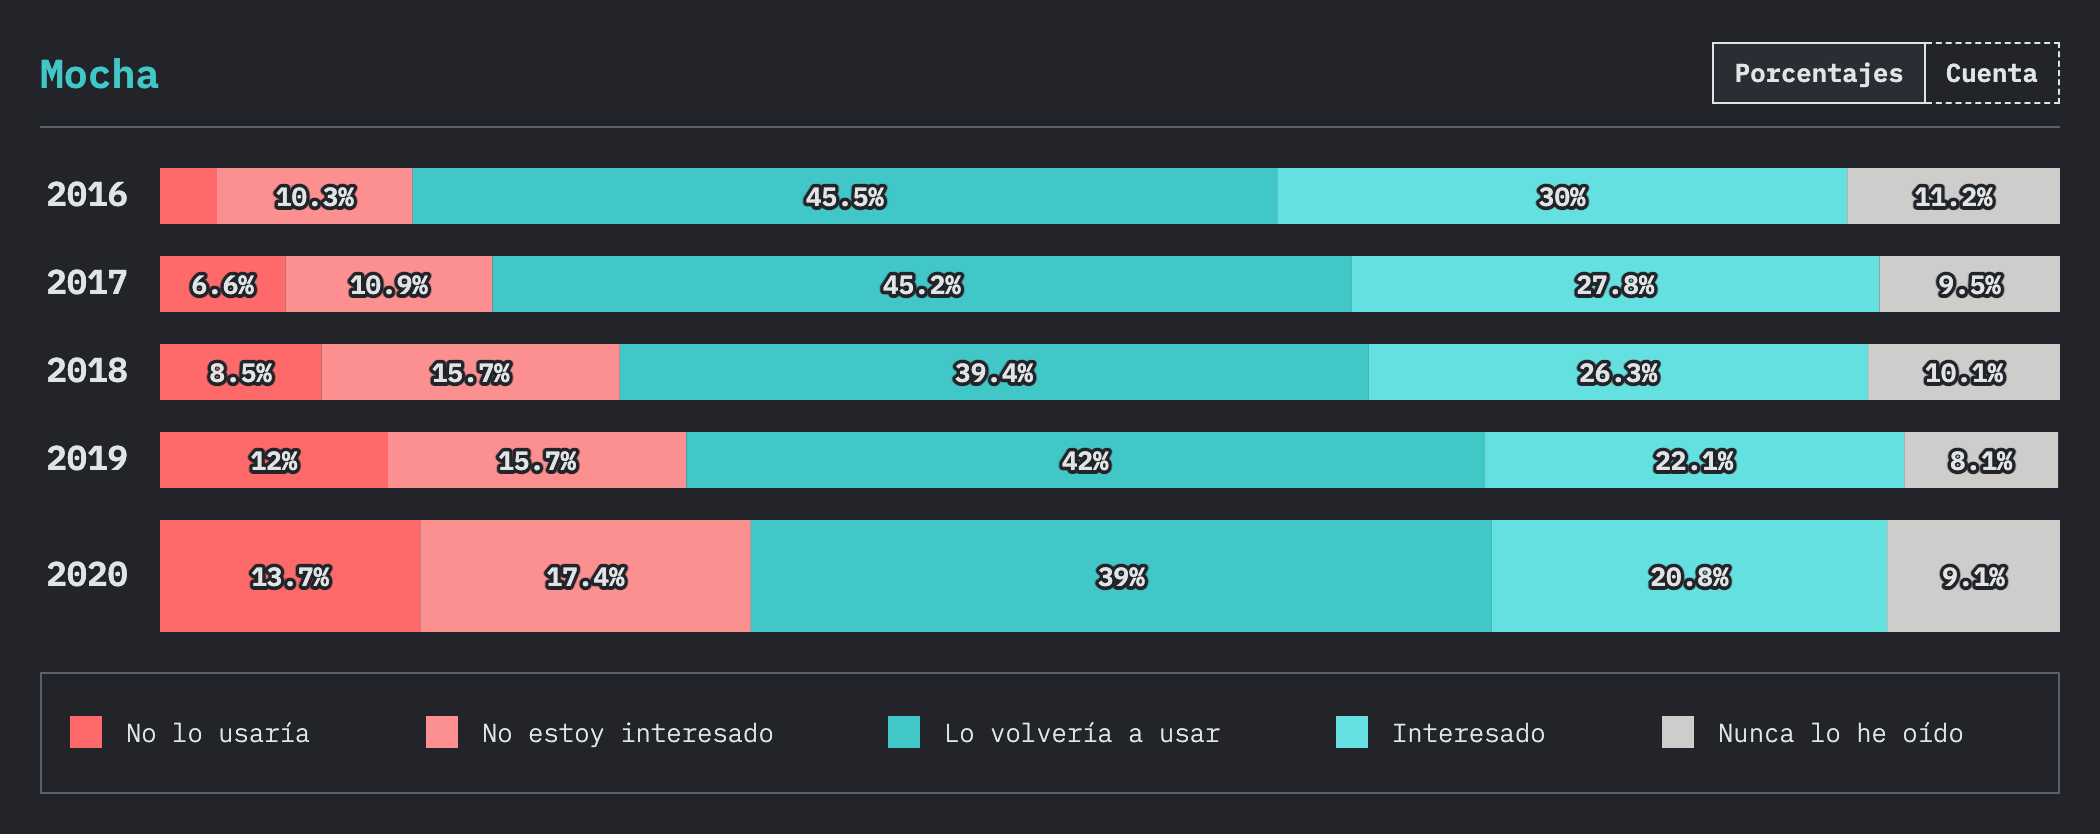 Mocha
Porcentajes Cuenta
2016 10.3% 45.5% 30% 11.2%
2017 6.6% 10.9% 45.2% 27.8% 9.5%
2018 8.5% 15.7% 39.4% 26.3% 10.1%
2019 12% 15.7% 42% 22.1% 8.1%
2020 13.7% 17.4% 39% 20.8% 9.1%
No lo usaría No estoy interesado Lo volvería a usar Interesado Nunca lo he oído